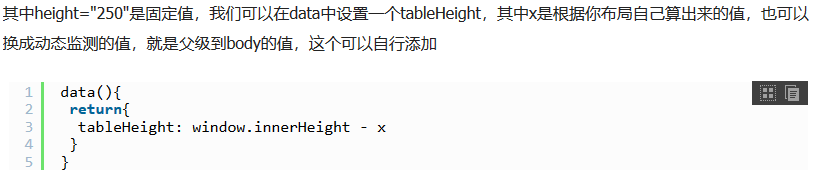 其中height="250"是固定值，我们可以在data中设置一个tableHeight，其中x是根据你布局自己算出来的值，也可以
换成动态监测的值，就是父级到body的值，这个可以自行添加
1 data(){
2  return{
3   tableHeight: window.innerHeight - x
4  }
5 }